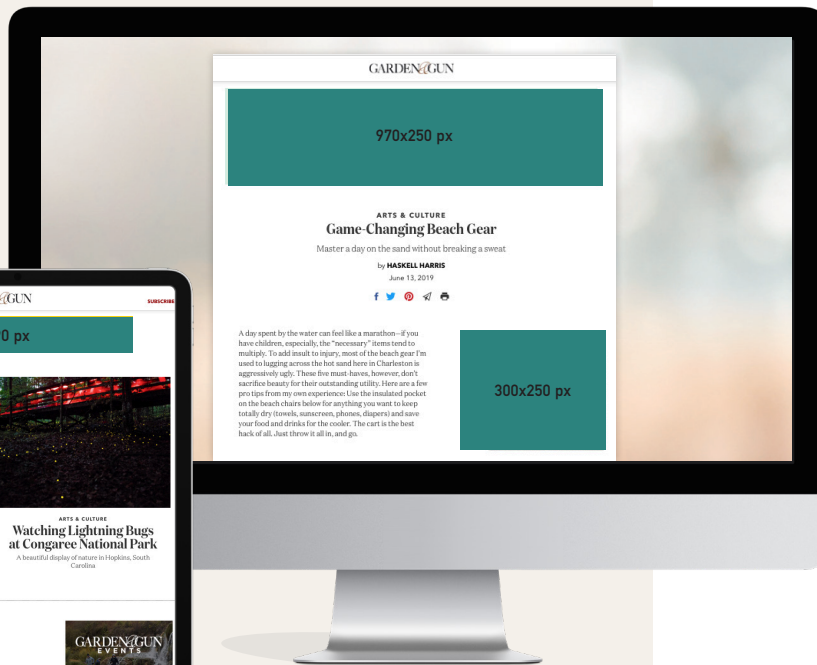 GARDEN&GUN
970x250 px
ARTS & CULTURE
Game-Changing Beach Gear
Master a day on the sand without breaking a sweat
by HASKELL HARRIS
June 13, 2019
A day spent by the water can feel like a marathon—if you
have children, especially, the “necessary” items tend to
multiply. To add insult to injury, most of the beach gear I'm
used to lugging across the hot sand here in Charleston is
aggressively ugly. These five must-haves, however, don't
sacrifice beauty for their outstanding utility. Here are a few
pro tips from my own experience: Use the insulated pocket
on the beach chairs below for anything you want to keep
totally dry (towels, sunscreen, phones, diapers) and save
your food and drinks for the cooler. The cart is the best
hack of all. Just throw it all in, and go.
300x250 px
&GUN
SUBSCRIBE
0 px
ARTS & CULTURE
Watching Lightning Bugs
at Congaree National Park
A beautiful display of nature in Hopkins, South
Carolina
GARDEN&GUN
EVENTS